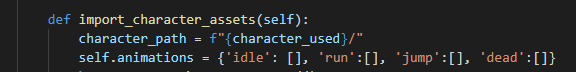 def import_character_assets(self):
    character_path = f"{character_used}/"
    self.animations = {'idle': [], 'run':[], 'jump':[], 'dead':[]}